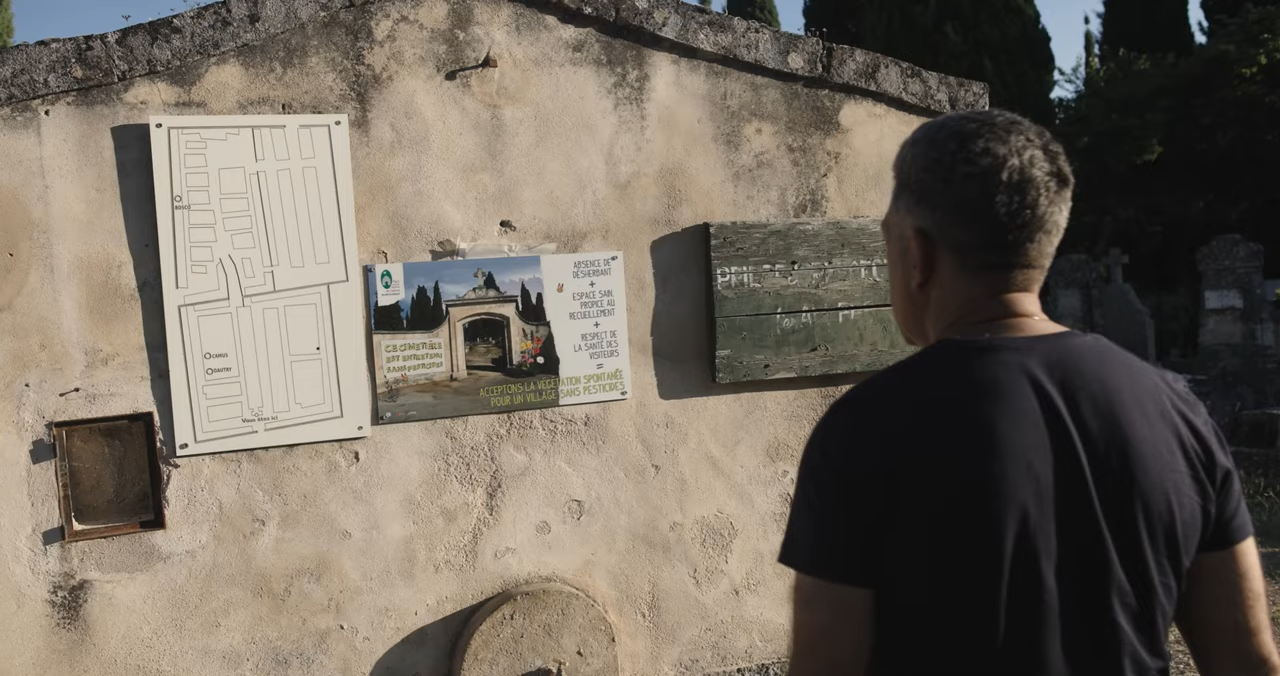 BOSCO
CAMUS
DAUTRY
Vous êtes ici
CE CIMETIÈRE
EST ENTRETENU
SANS PESTICIDES
ABSENCE DE
DÉSHERBANT
+
ESPACE SAIN,
PROPICE AU
RECUEILLEMENT
+
RESPECT DE
LA SANTÉ DES
VISITEURS
=
ACCEPTONS LA VÉGÉTATION SPONTANÉE
POUR UN VILLAGE SANS PESTICIDES